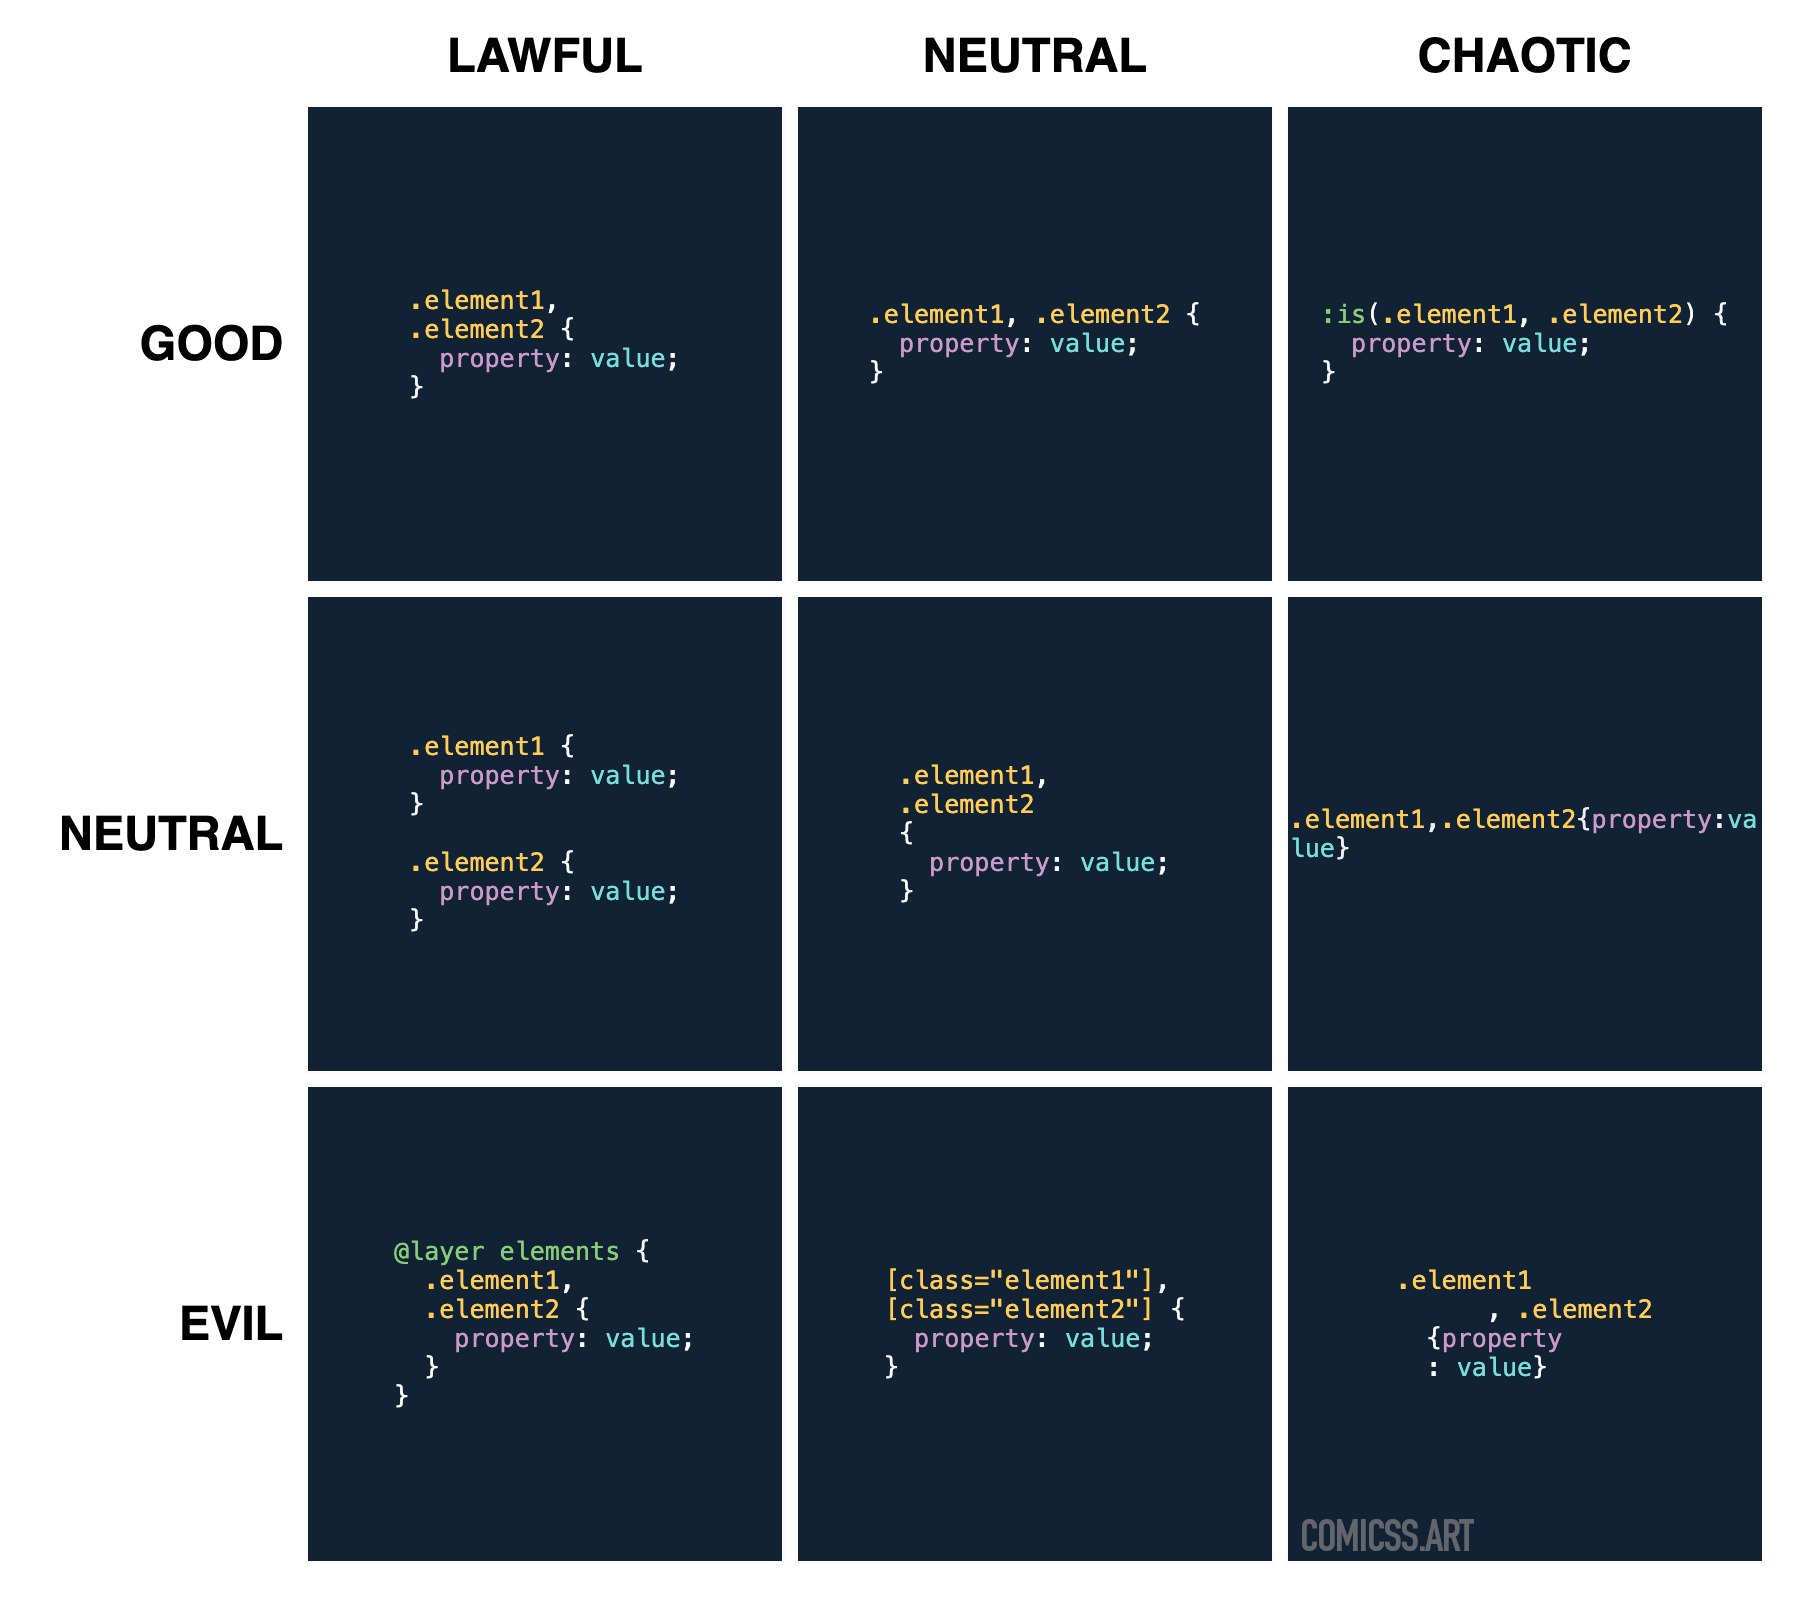 LAWFUL NEUTRAL CHAOTIC
GOOD
.element1,
.element2 {
  property: value;
}
.element1, .element2 {
  property: value;
}
:is(.element1, .element2) {
  property: value;
}
NEUTRAL
.element1 {
  property: value;
}
.element2 {
  property: value;
}
.element1,
.element2
{
  property: value;
}
.element1,.element2{property:va
lue}
EVIL
@layer elements {
  .element1,
  .element2 {
    property: value;
  }
}
[class="element1"],
[class="element2"] {
  property: value;
}
.element1
      , .element2
  {property
  : value}
COMICSS.ART